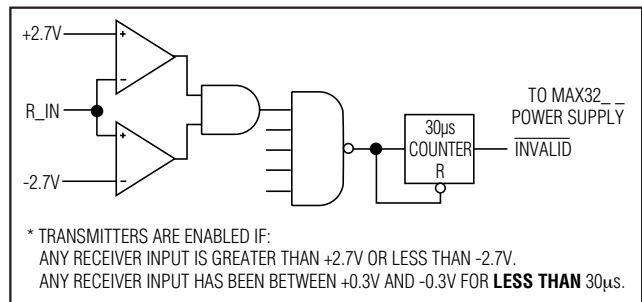 +2.7V
+
-
R_IN
+
-2.7V
-
30µs
COUNTER
R
TO MAX32_ _
POWER SUPPLY
INVALID
* TRANSMITTERS ARE ENABLED IF:
ANY RECEIVER INPUT IS GREATER THAN +2.7V OR LESS THAN -2.7V.
ANY RECEIVER INPUT HAS BEEN BETWEEN +0.3V AND -0.3V FOR LESS THAN 30µs.